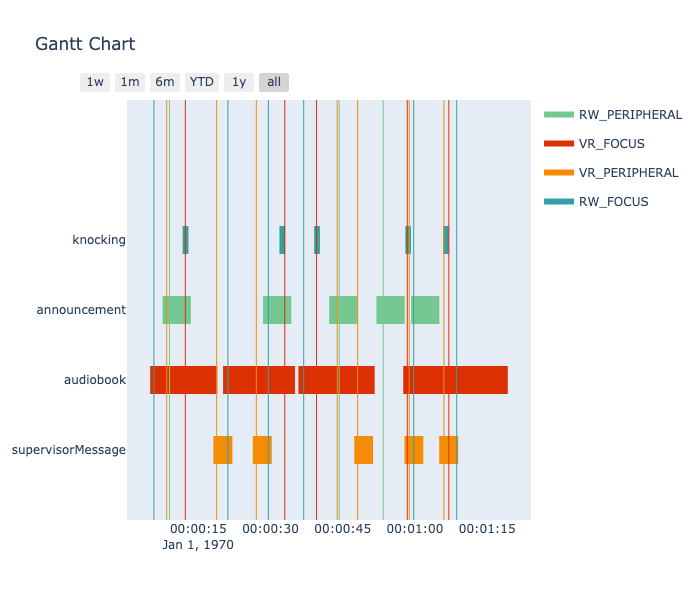 Gantt Chart
1w 1m 6m YTD 1y all
RW_PERIPHERAL
VR_FOCUS
VR_PERIPHERAL
RW_FOCUS
knocking
announcement
audiobook
supervisorMessage
00:00:15 00:00:30 00:00:45 00:01:00 00:01:15
Jan 1, 1970